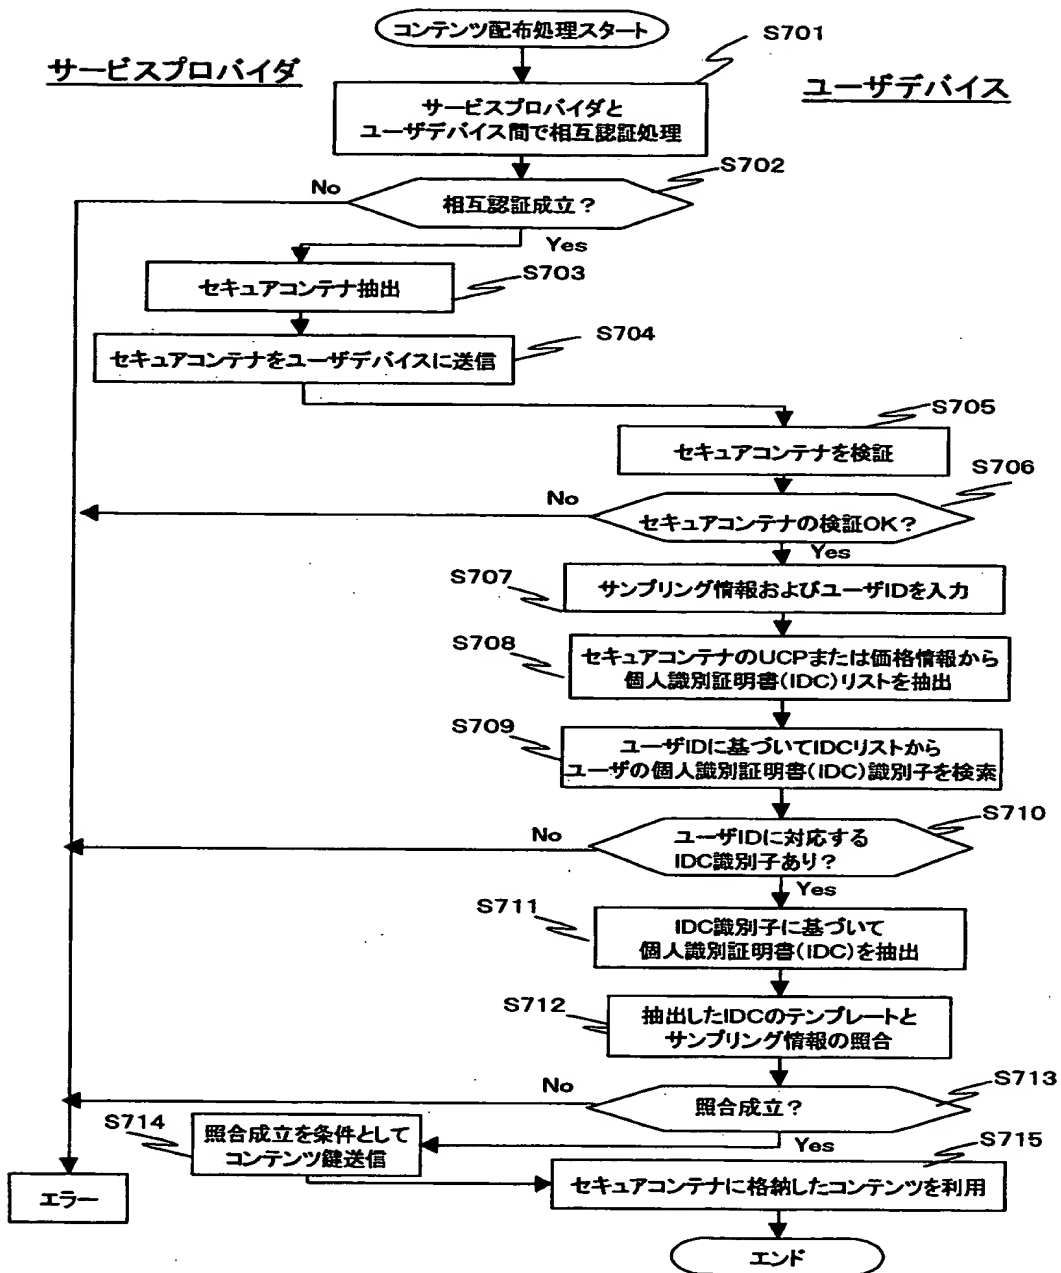 コンテンツ配布処理スタート
S701
サービスプロバイダ
ユーザデバイス
サービスプロバイダと
ユーザデバイス間で相互認証処理
S702
No
相互認証成立？
Yes
S703
セキュアコンテナ抽出
S704
セキュアコンテナをユーザデバイスに送信
S705
セキュアコンテナを検証
S706
No
セキュアコンテナの検証OK？
Yes
S707
サンプリング情報およびユーザIDを入力
S708
セキュアコンテナのUCPまたは価格情報から
個人識別証明書(IDC)リストを抽出
S709
ユーザIDに基づいてIDCリストから
ユーザの個人識別証明書(IDC)識別子を検索
S710
No
ユーザIDに対応する
IDC識別子あり？
Yes
S711
IDC識別子に基づいて
個人識別証明書(IDC)を抽出
S712
抽出したIDCのテンプレートと
サンプリング情報の照合
S713
No
照合成立？
Yes
S714
照合成立を条件として
コンテンツ鍵送信
S715
セキュアコンテナに格納したコンテンツを利用
エラー
エンド